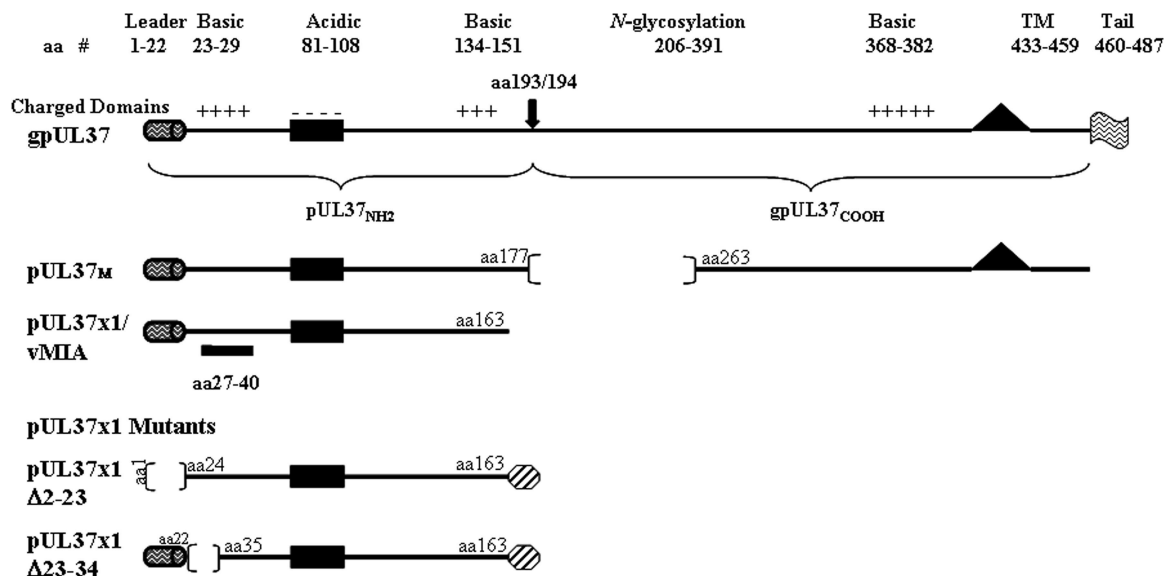 Leader Basic Acidic Basic N-glycosylation Basic TM Tail
aa # 1-22 23-29 81-108 134-151 206-391 368-382 433-459 460-487
aa193/194
Charged Domains ++++ - - - - +++ +++++
gpUL37
pUL37NH2 gpUL37COOH
pUL37M aa177 aa263
pUL37x1/ aa163
vMIA
aa27-40
pUL37x1 Mutants
pUL37x1 aa1 aa24 aa163
Δ2-23
pUL37x1 aa22 aa35 aa163
Δ23-34